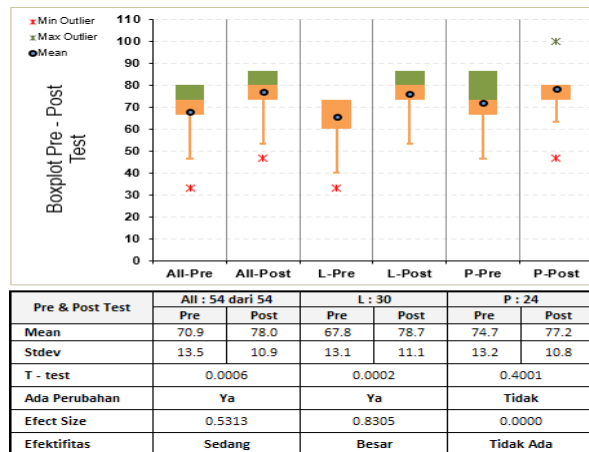 Min Outlier
Max Outlier
Mean
Boxplot Pre - Post
Test
110
100
90
80
70
60
50
40
30
20
10
0
All-Pre All-Post L-Pre L-Post P-Pre P-Post
Pre & Post Test All : 54 dari 54 L : 30 P : 24
Pre Post Pre Post Pre Post
Mean 70.9 78.0 67.8 78.7 74.7 77.2
Stdev 13.5 10.9 13.1 11.1 13.2 10.8
T - test 0.0006 0.0002 0.4001
Ada Perubahan Ya Ya Tidak
Efect Size 0.5313 0.8305 0.0000
Efektifitas Sedang Besar Tidak Ada